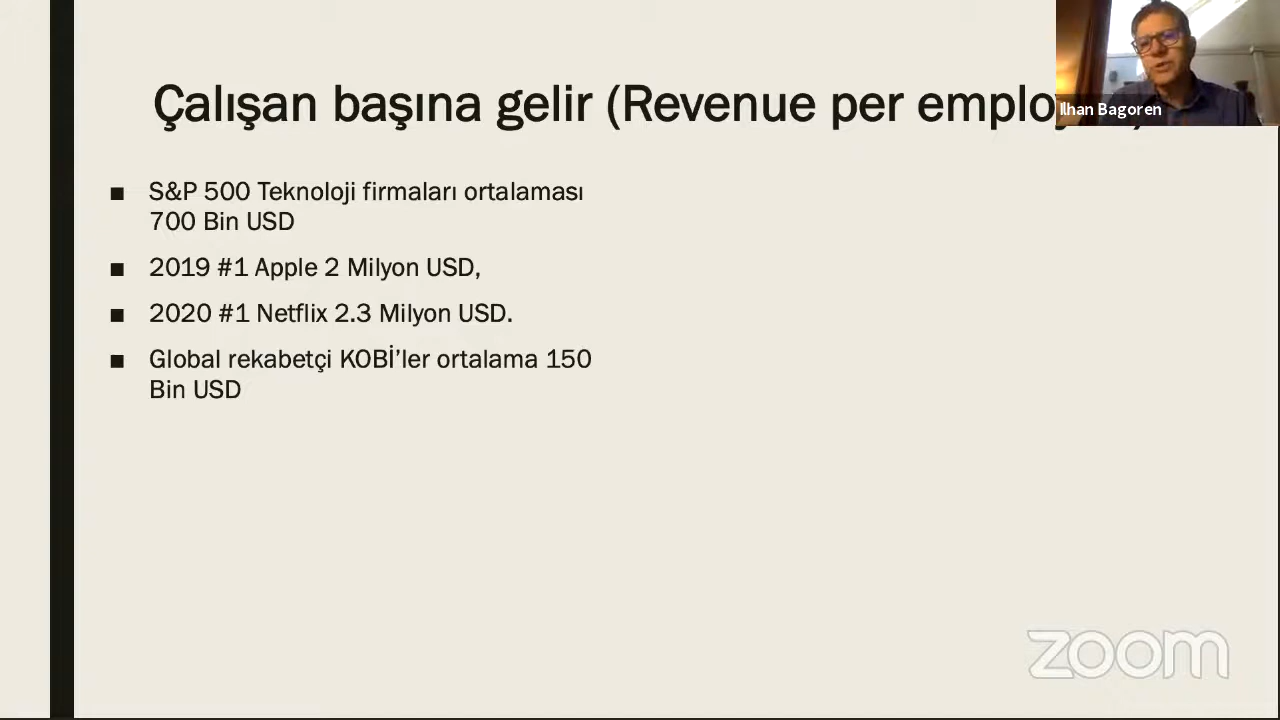 Çalışan başına gelir (Revenue per
S&P 500 Teknoloji firmaları ortalaması
700 Bin USD
2019 #1 Apple 2 Milyon USD,
2020 #1 Netflix 2.3 Milyon USD.
Global rekabetçi KOBİ’ler ortalama 150
Bin USD
Ilhan Bagoren
zoom